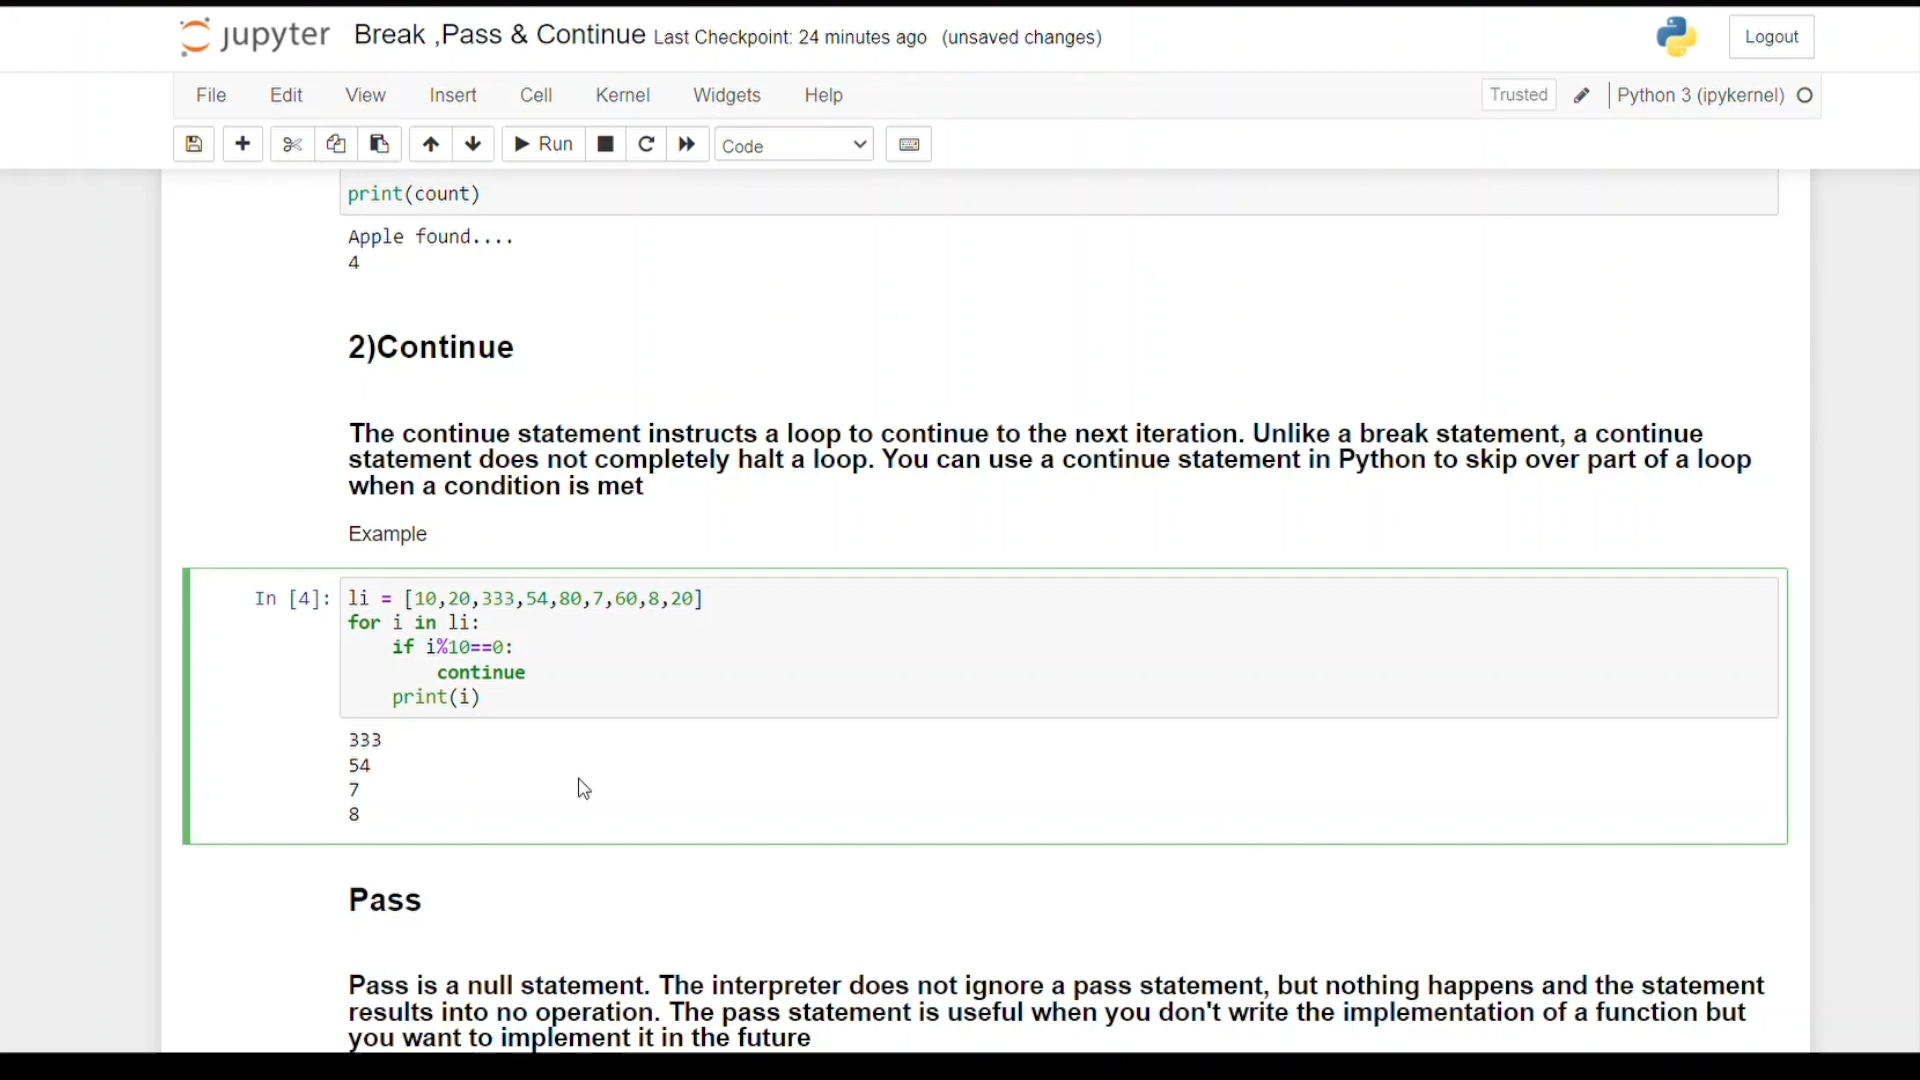 jupyter Break ,Pass & Continue Last Checkpoint: 24 minutes ago (unsaved changes) Logout
File Edit View Insert Cell Kernel Widgets Help Trusted Python 3 (ipykernel)
Run Code
print(count)
Apple found....
4
2)Continue
The continue statement instructs a loop to continue to the next iteration. Unlike a break statement, a continue
statement does not completely halt a loop. You can use a continue statement in Python to skip over part of a loop
when a condition is met
Example
In [4]: li = [10,20,333,54,80,7,60,8,20]
for i in li:
    if i%10==0:
        continue
    print(i)
333
54
7
8
Pass
Pass is a null statement. The interpreter does not ignore a pass statement, but nothing happens and the statement
results into no operation. The pass statement is useful when you don't write the implementation of a function but
you want to implement it in the future